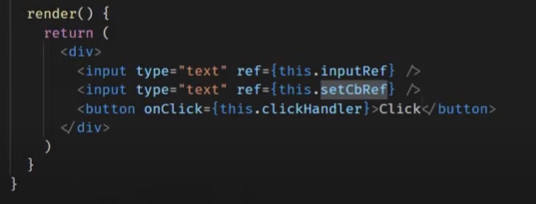 render() {
return (
<div>
<input type="text" ref={this.inputRef} />
<input type="text" ref={this.setCbRef} />
<button onClick={this.clickHandler}>Click</button>
</div>
)
}
}